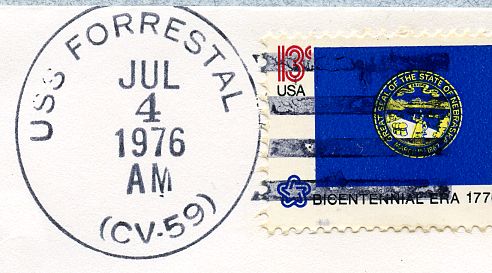 USS FORRESTAL
JUL
4
1976
AM
(CV-59)
13c
USA
GREAT SEAL OF THE STATE OF NEBRASKA
BICENTENNIAL ERA 1776